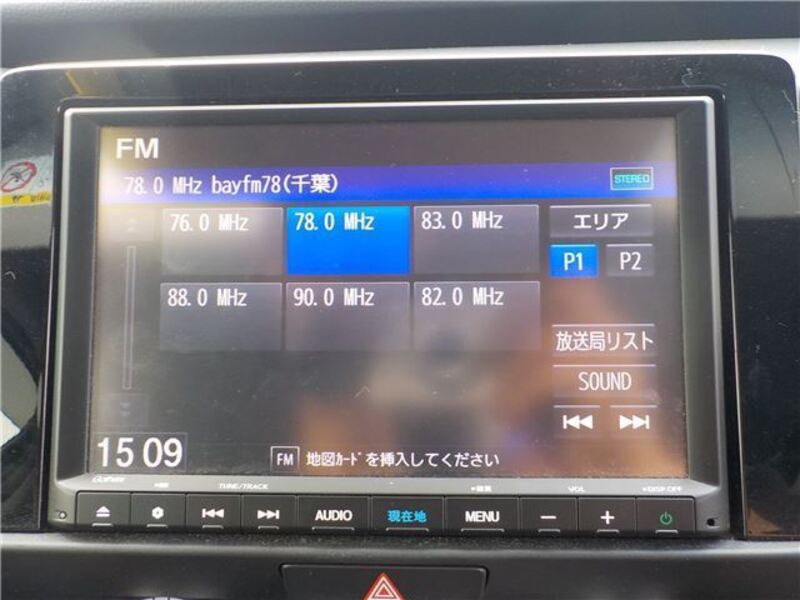 FM
78.0 MHz bayfm78(千葉)
STEREO
76.0 MHz 78.0 MHz 83.0 MHz エリア
P1 P2
88.0 MHz 90.0 MHz 82.0 MHz
放送局リスト
SOUND
15 09
FM 地図ｶｰﾄﾞを挿入してください
Gathers TUNE/TRACK VOL DISP OFF
AUDIO 現在地 MENU